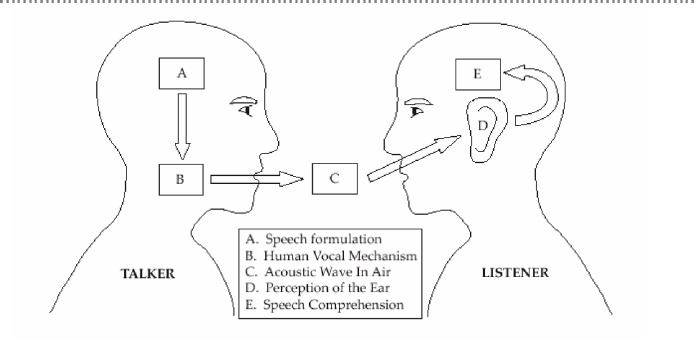 A
E
D
B
C
A. Speech formulation
B. Human Vocal Mechanism
C. Acoustic Wave In Air
D. Perception of the Ear
E. Speech Comprehension
TALKER
LISTENER